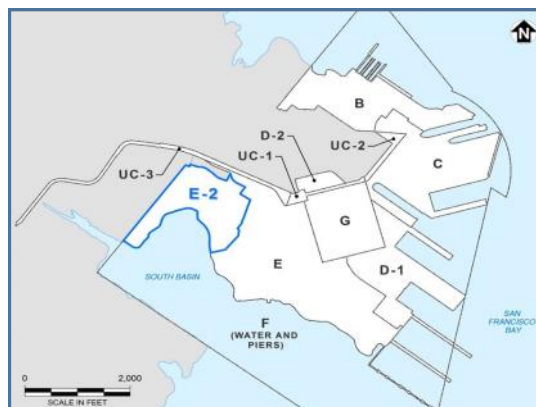 N
B
D-2
UC-2
UC-1
C
UC-3
E-2
G
E
D-1
SOUTH BASIN
SAN
FRANCISCO
BAY
F
(WATER AND
PIERS)
0 2,000
SCALE IN FEET